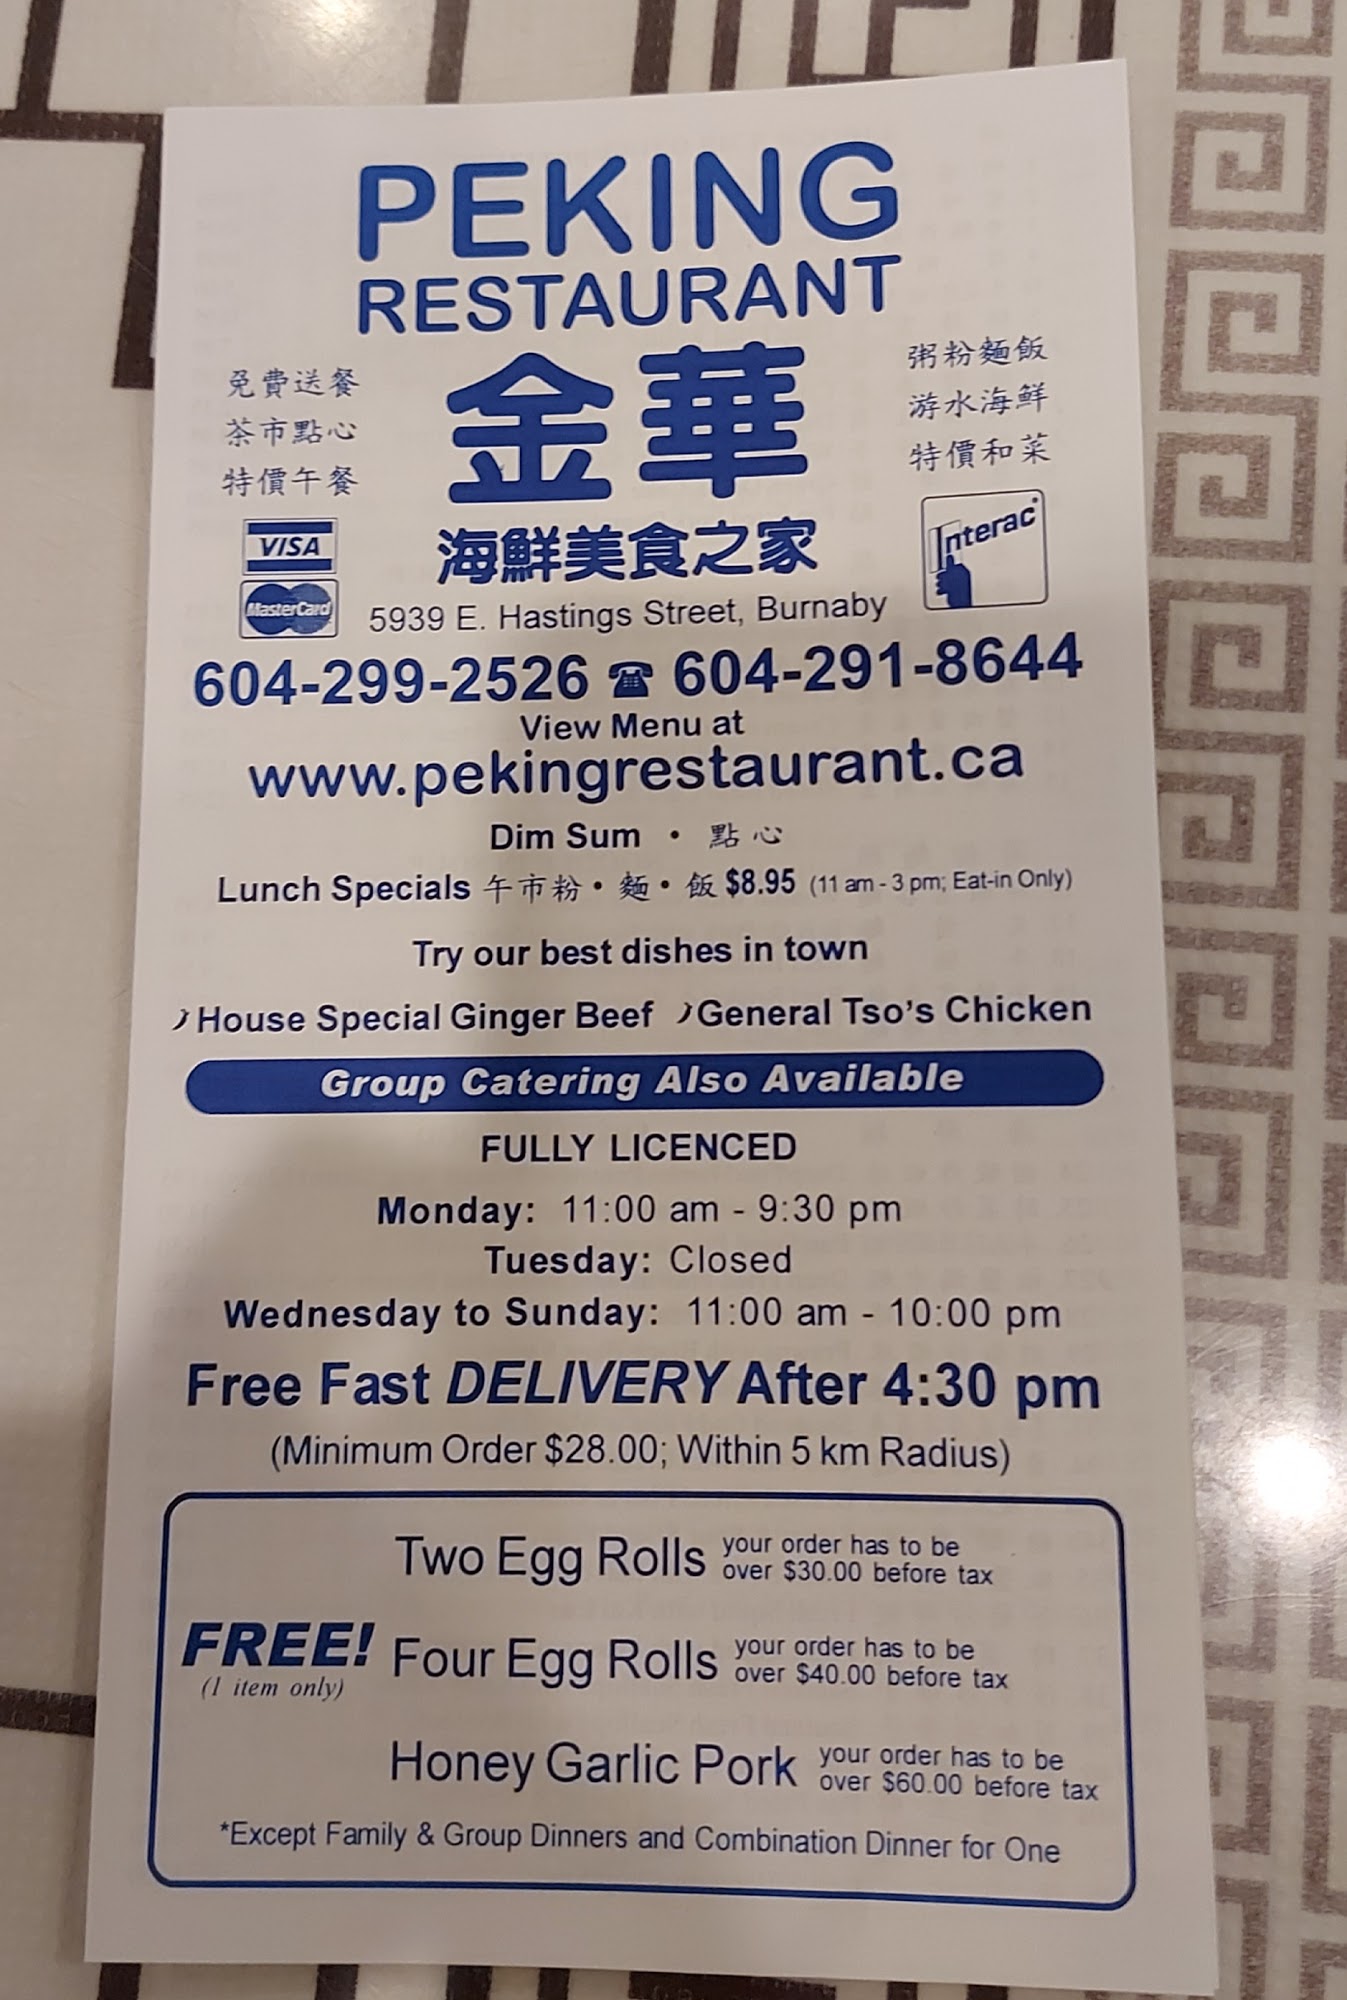 PEKING
RESTAURANT
金華
免費送餐
茶市點心
特價午餐
粥粉麵飯
游水海鮮
特價和菜
VISA
MasterCard
Interac
海鮮美食之家
5939 E. Hastings Street, Burnaby
604-299-2526 ☎ 604-291-8644
View Menu at
www.pekingrestaurant.ca
Dim Sum • 點心
Lunch Specials 午市粉 • 麵 • 飯 $8.95 (11 am - 3 pm; Eat-in Only)
Try our best dishes in town
House Special Ginger Beef General Tso's Chicken
Group Catering Also Available
FULLY LICENCED
Monday: 11:00 am - 9:30 pm
Tuesday: Closed
Wednesday to Sunday: 11:00 am - 10:00 pm
Free Fast DELIVERY After 4:30 pm
(Minimum Order $28.00; Within 5 km Radius)
Two Egg Rolls your order has to be
over $30.00 before tax
FREE!
(1 item only)
Four Egg Rolls your order has to be
over $40.00 before tax
Honey Garlic Pork your order has to be
over $60.00 before tax
*Except Family & Group Dinners and Combination Dinner for One